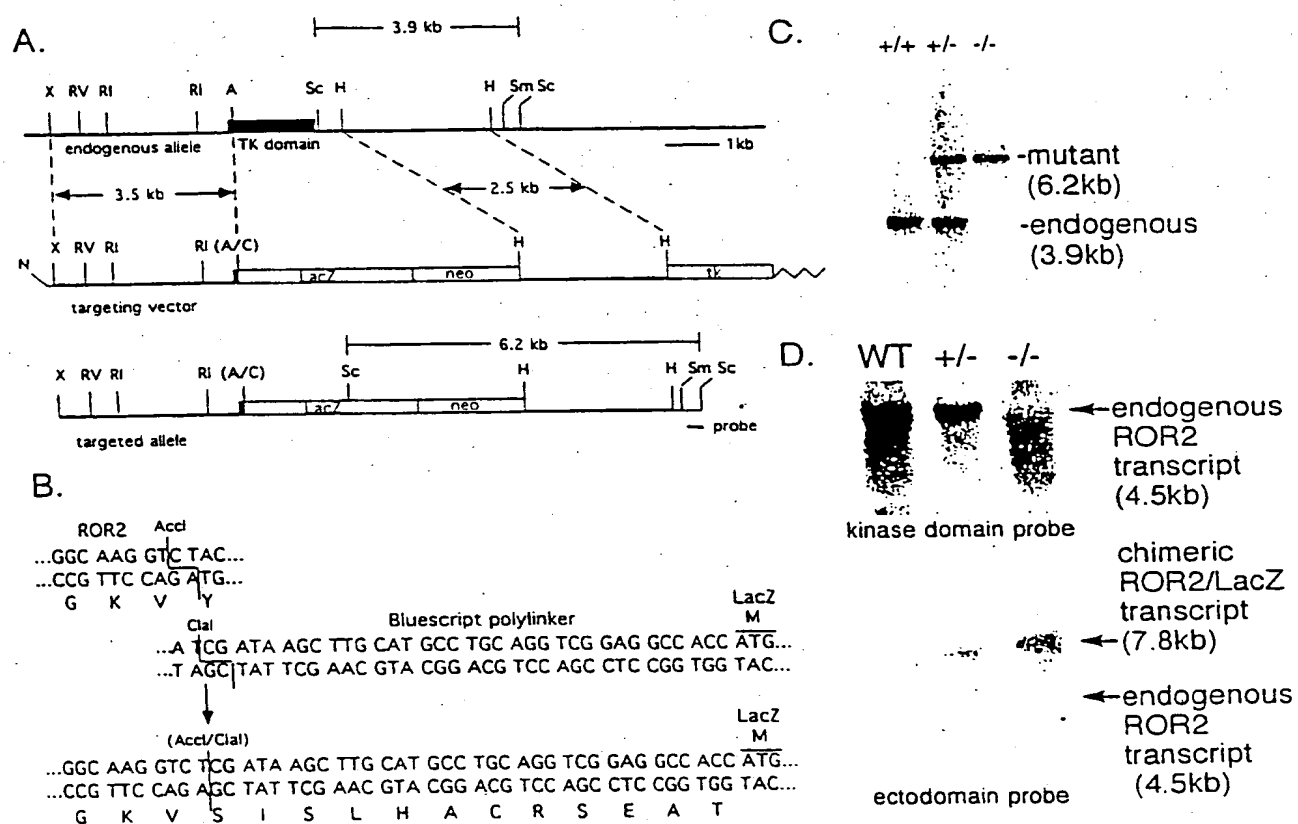 A.
3.9 kb
X RV RI RI A Sc H H Sm Sc
endogenous allele TK domain 1kb
3.5 kb 2.5 kb
X RV RI RI (A/C) H H
N
lacZ neo tk
targeting vector
6.2 kb
X RV RI RI (A/C) Sc H H Sm Sc
lacZ neo
probe
targeted allele
B.
ROR2 AccI
...GGC AAG GTC TAC...
...CCG TTC CAG ATG...
G K V Y
ClaI Bluescript polylinker LacZ
M
...A TCG ATA AGC TTG CAT GCC TGC AGG TCG GAG GCC ACC ATG...
...T AGC TAT TCG AAC GTA CGG ACG TCC AGC CTC CGG TGG TAC...
(AccI/ClaI) LacZ
M
...GGC AAG GTC TCG ATA AGC TTG CAT GCC TGC AGG TCG GAG GCC ACC ATG...
...CCG TTC CAG AGC TAT TCG AAC GTA CGG ACG TCC AGC CTC CGG TGG TAC...
G K V S I S L H A C R S E A T
C.
+/+ +/- -/-
-mutant
(6.2kb)
-endogenous
(3.9kb)
D.
WT +/- -/-
endogenous
ROR2
transcript
(4.5kb)
kinase domain probe
chimeric
ROR2/LacZ
transcript
(7.8kb)
endogenous
ROR2
transcript
(4.5kb)
ectodomain probe